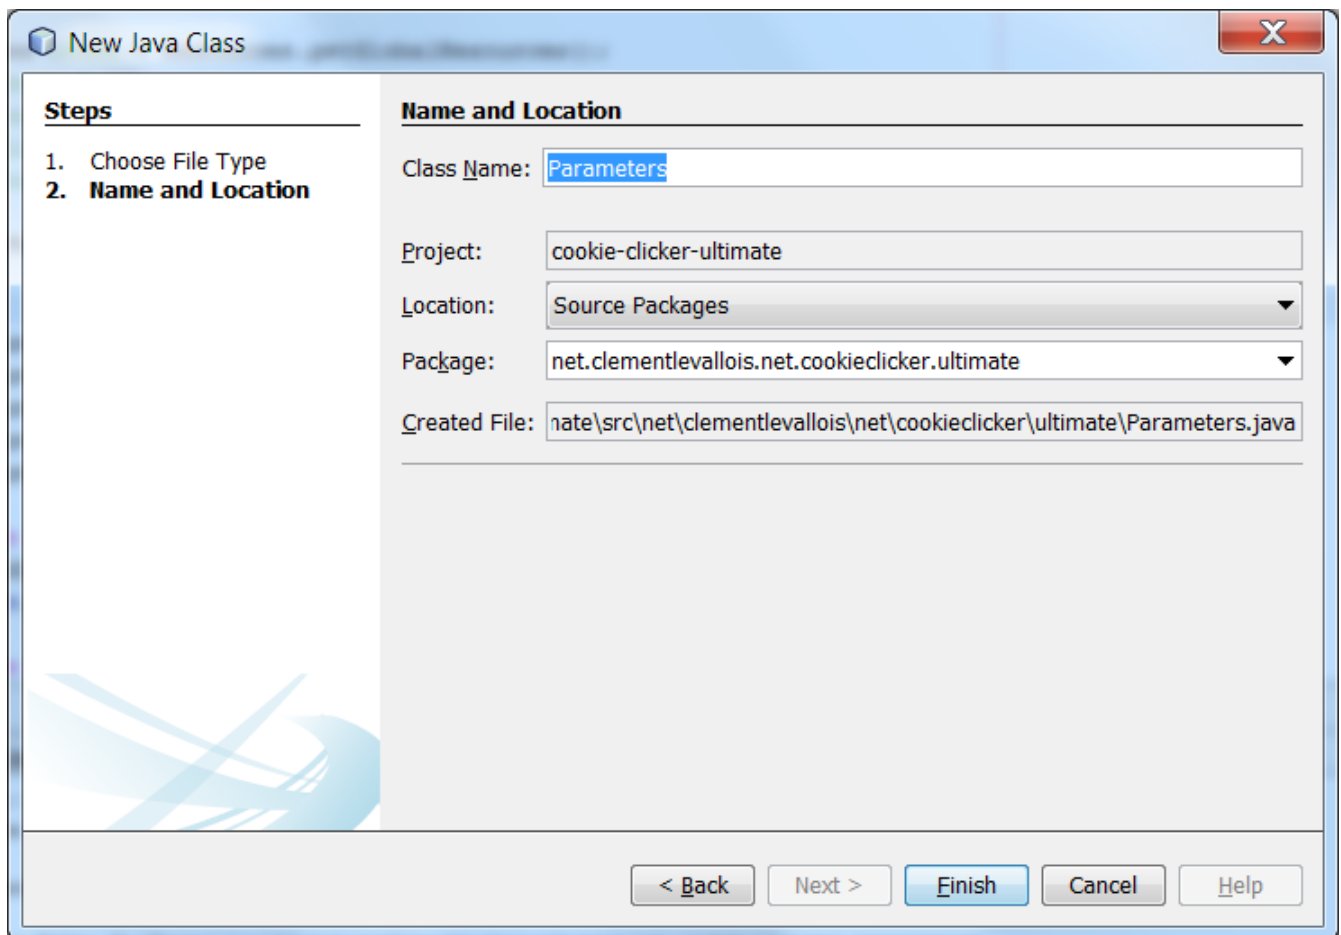 New Java Class
X
Steps
1. Choose File Type
2. Name and Location
Name and Location
Class Name: Parameters
Project: cookie-clicker-ultimate
Location: Source Packages
Package: net.clementlevallois.net.cookieclicker.ultimate
Created File: nate\src\net\clementlevallois\net\cookieclicker\ultimate\Parameters.java
< Back Next > Finish Cancel Help